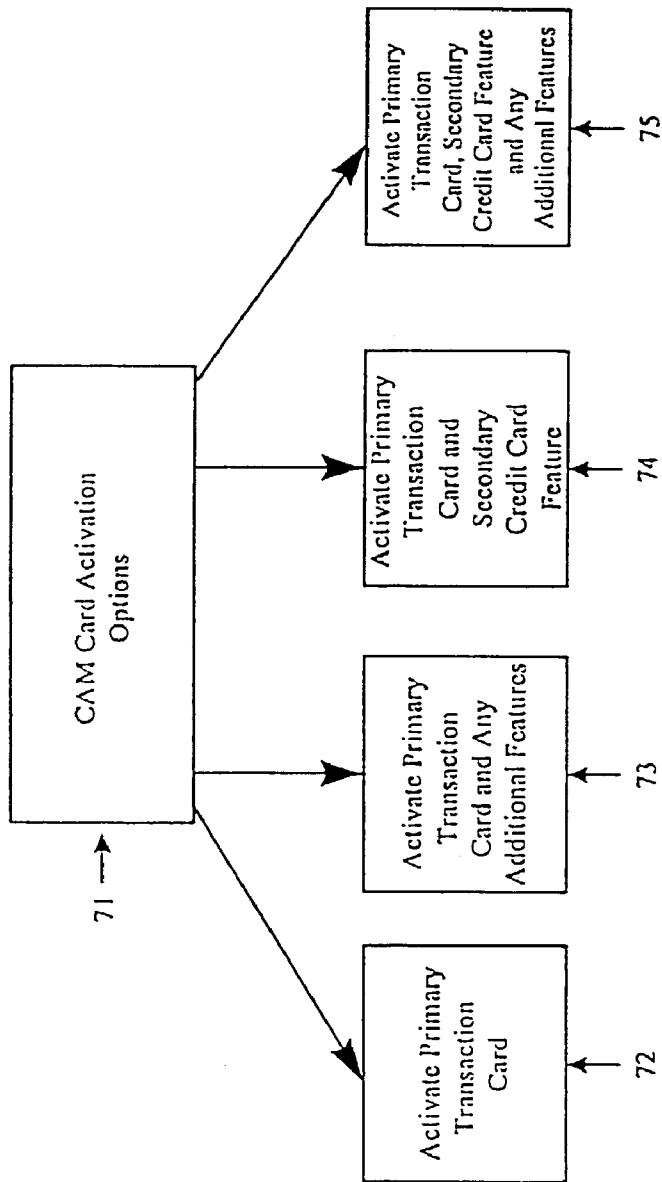 CAM Card Activation
Options
71
Activate Primary
Transaction
Card
72
Activate Primary
Transaction
Card and Any
Additional Features
73
Activate Primary
Transaction
Card and
Secondary
Credit Card
Feature
74
Activate Primary
Transaction
Card, Secondary
Credit Card Feature
and Any
Additional Features
75